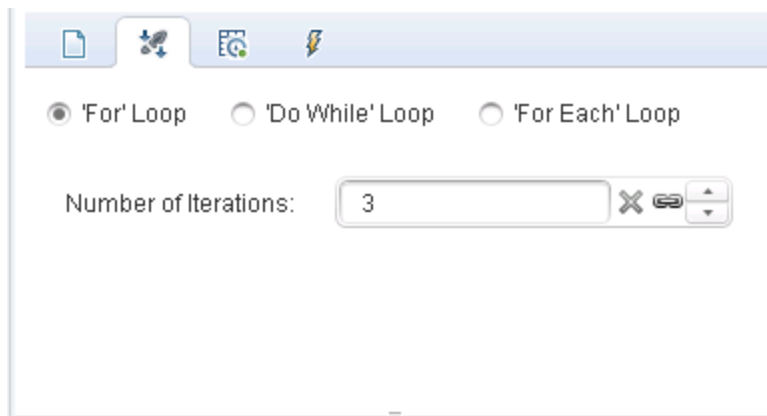 'For' Loop 'Do While' Loop 'For Each' Loop
Number of Iterations: 3